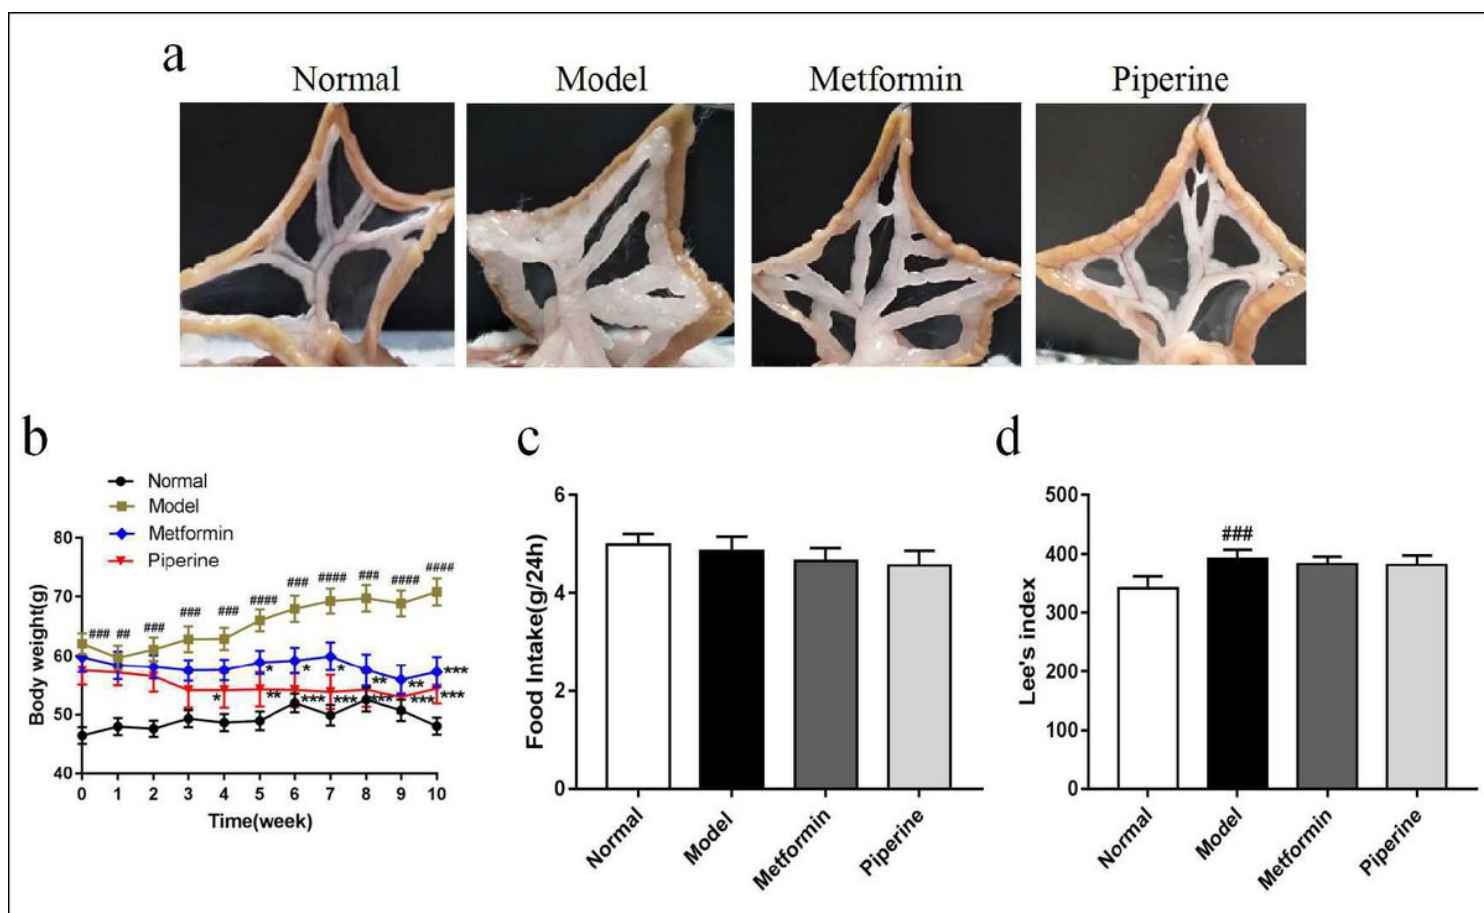 a
Normal Model Metformin Piperine
b
Normal
Model
Metformin
Piperine
Body weight(g)
80
70
60
50
40
### ## ### ### ### #### ### #### ### #### ####
* * * ** ** ***
* ** *** *** *** *** ***
0 1 2 3 4 5 6 7 8 9 10
Time(week)
c
Food Intake(g/24h)
6
4
2
0
Normal Model Metformin Piperine
d
Lee's index
500
400
300
200
100
0
###
Normal Model Metformin Piperine